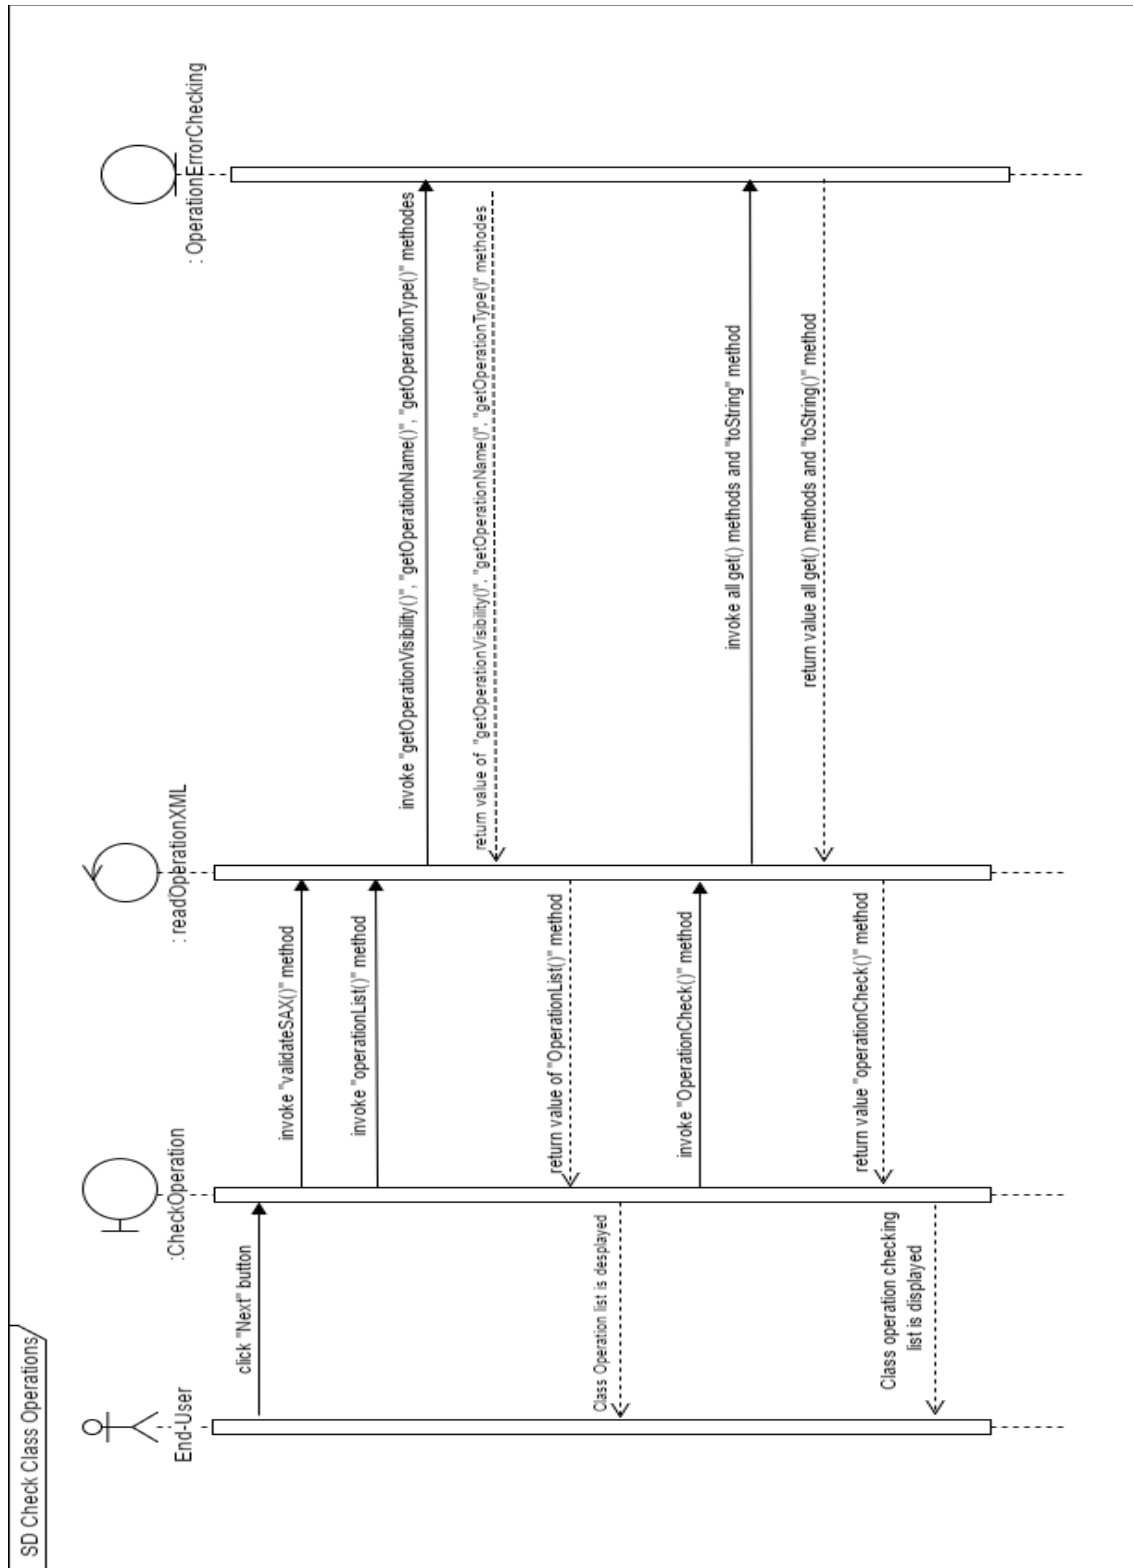 SD Check Class Operations
End-User
:CheckOperation
: readOperationXML
: OperationErrorChecking
click "Next" button
invoke "validateSAX()" method
invoke "operationList()" method
invoke "getOperationVisibility()", "getOperationName()", "getOperationType()" methodes
return value of "getOperationVisibility()", "getOperationName()", "getOperationType()" methodes
return value of "OperationList()" method
Class Operation list is desplayed
invoke "OperationCheck()" method
invoke all get() methods and "toString" method
return value all get() methods and "toString()" method
return value "operationCheck()" method
Class operation checking
list is displayed